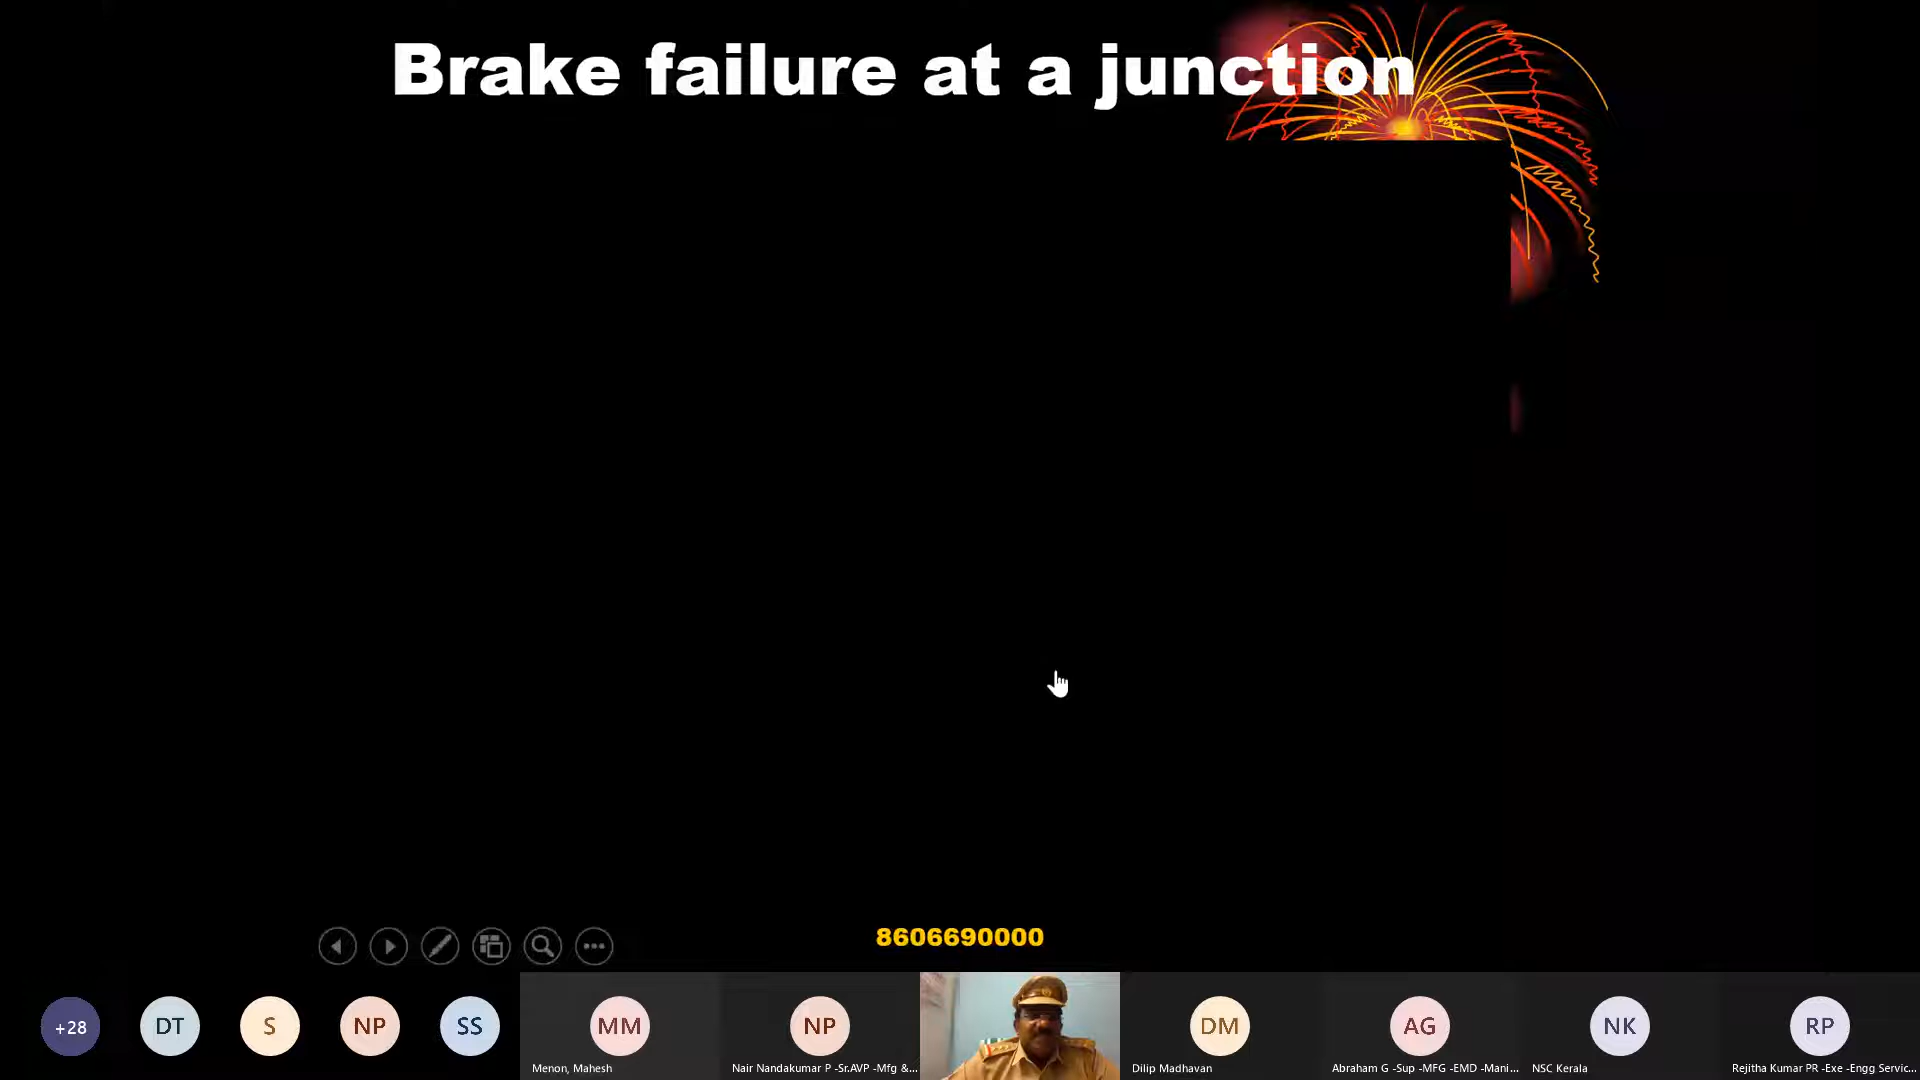 Brake failure at a junction
8606690000
+28
DT
S
NP
SS
MM
NP
DM
AG
NK
RP
Menon, Mahesh
Nair Nandakumar P -Sr.AVP -Mfg &...
Dilip Madhavan
Abraham G -Sup -MFG -EMD -Mani...
NSC Kerala
Rejitha Kumar PR -Exe -Engg Servic...